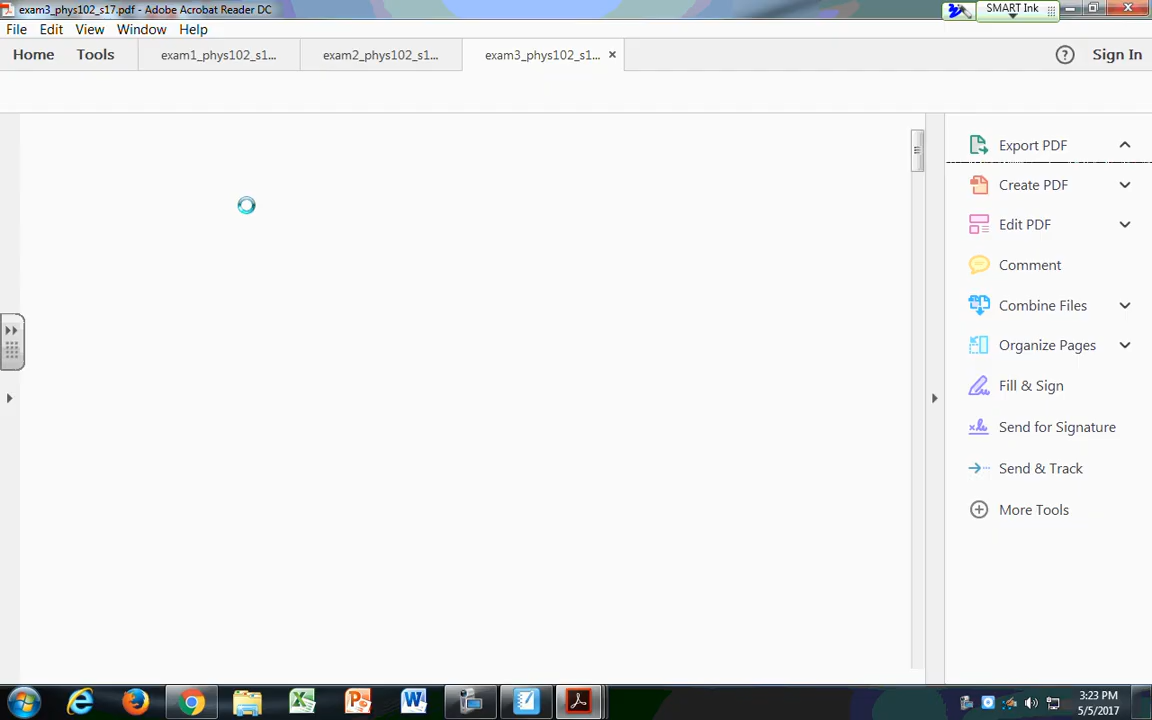 exam3_phys102_s17.pdf - Adobe Acrobat Reader DC
SMART Ink
File Edit View Window Help
Home Tools exam1_phys102_s1... exam2_phys102_s1... exam3_phys102_s1... × ? Sign In
Export PDF
Create PDF
Edit PDF
Comment
Combine Files
Organize Pages
Fill & Sign
Send for Signature
Send & Track
More Tools
3:23 PM
5/5/2017